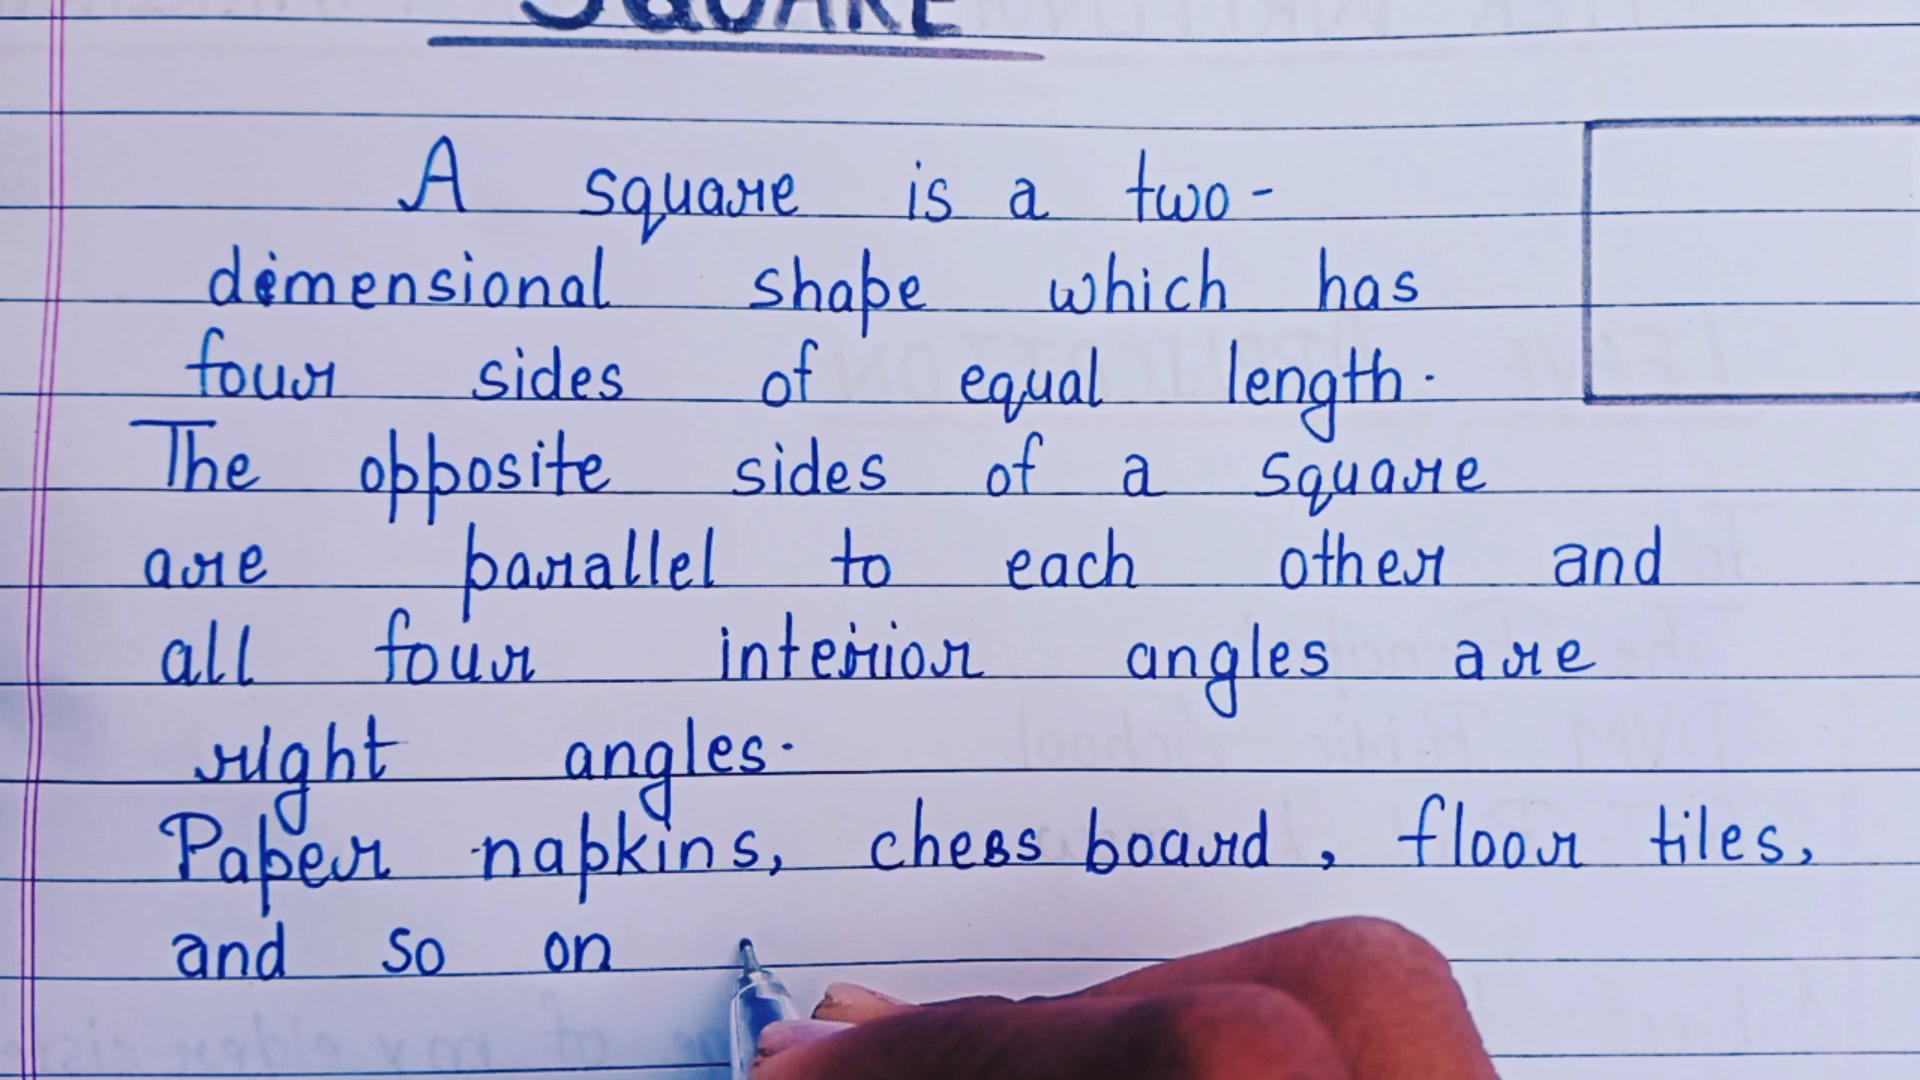 SQUARE
A square is a two-
dimensional shape which has
four sides of equal length.
The opposite sides of a square
are parallel to each other and
all four interior angles are
right angles.
Paper napkins, chess board, floor tiles,
and so on